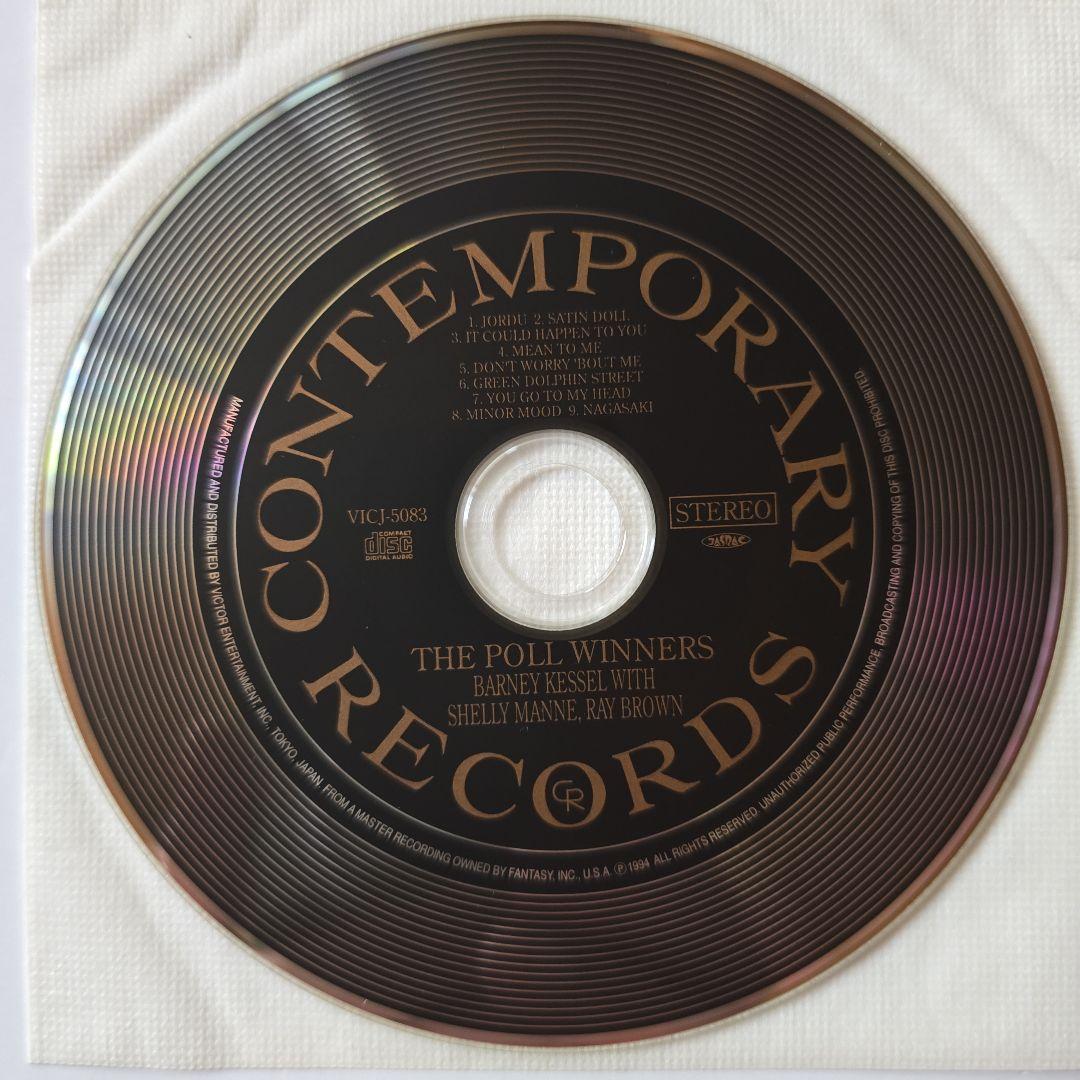 CONTEMPORARY
1. JORDU 2. SATIN DOLL
3. IT COULD HAPPEN TO YOU
4. MEAN TO ME
5. DON'T WORRY 'BOUT ME
6. GREEN DOLPHIN STREET
7. YOU GO TO MY HEAD
8. MINOR MOOD 9. NAGASAKI
VICJ-5083
COMPACT
disc
DIGITAL AUDIO
STEREO
JASRAC
THE POLL WINNERS
BARNEY KESSEL WITH
SHELLY MANNE, RAY BROWN
RECORDS
CR
MANUFACTURED AND DISTRIBUTED BY VICTOR ENTERTAINMENT, INC., TOKYO, JAPAN. FROM A MASTER RECORDING OWNED BY FANTASY, INC., U.S.A. ℗ 1994 ALL RIGHTS RESERVED. UNAUTHORIZED PUBLIC PERFORMANCE, BROADCASTING AND COPYING OF THIS DISC PROHIBITED.